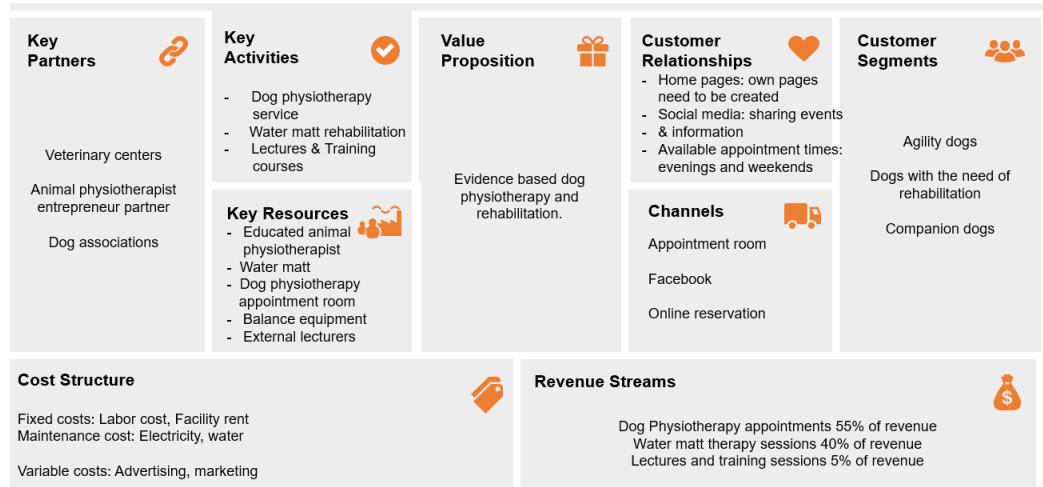 Key
Partners
Veterinary centers
Animal physiotherapist
entrepreneur partner
Dog associations
Key
Activities
- Dog physiotherapy
service
- Water matt rehabilitation
- Lectures & Training
courses
Key Resources
- Educated animal
physiotherapist
- Water matt
- Dog physiotherapy
appointment room
- Balance equipment
- External lecturers
Value
Proposition
Evidence based dog
physiotherapy and
rehabilitation.
Customer
Relationships
- Home pages: own pages
need to be created
- Social media: sharing events
- & information
- Available appointment times:
evenings and weekends
Channels
Appointment room
Facebook
Online reservation
Customer
Segments
Agility dogs
Dogs with the need of
rehabilitation
Companion dogs
Cost Structure
Fixed costs: Labor cost, Facility rent
Maintenance cost: Electricity, water
Variable costs: Advertising, marketing
Revenue Streams
$
Dog Physiotherapy appointments 55% of revenue
Water matt therapy sessions 40% of revenue
Lectures and training sessions 5% of revenue